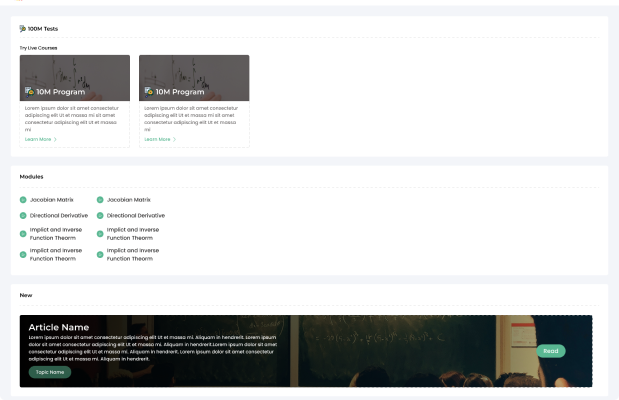 100M Tests
Try Live Courses
10M Program
10M Program
Lorem ipsum dolor sit amet consectetur
adipiscing elit Ut et massa mi sit amet
consectetur adipiscing elit Ut et massa
mi
Learn More
Lorem ipsum dolor sit amet consectetur
adipiscing elit Ut et massa mi sit amet
consectetur adipiscing elit Ut et massa
mi
Learn More
Modules
Jacobian Matrix
Jacobian Matrix
Directional Derivative
Directional Derivative
Implict and Inverse
Function Theorm
Implict and Inverse
Function Theorm
Implict and Inverse
Function Theorm
Implict and Inverse
Function Theorm
New
Article Name
Lorem ipsum dolor sit amet consectetur adipiscing elit Ut et massa mi. Aliquam in hendrerit. Lorem ipsum
dolor sit amet consectetur adipiscing elit Ut et massa mi. Aliquam in hendrerit.Lorem ipsum dolor sit amet
consectetur adipiscing elit Ut et massa mi. Aliquam in hendrerit. Lorem ipsum dolor sit amet consectetur
adipiscing elit Ut et massa mi. Aliquam in hendrerit.
Read
Topic Name